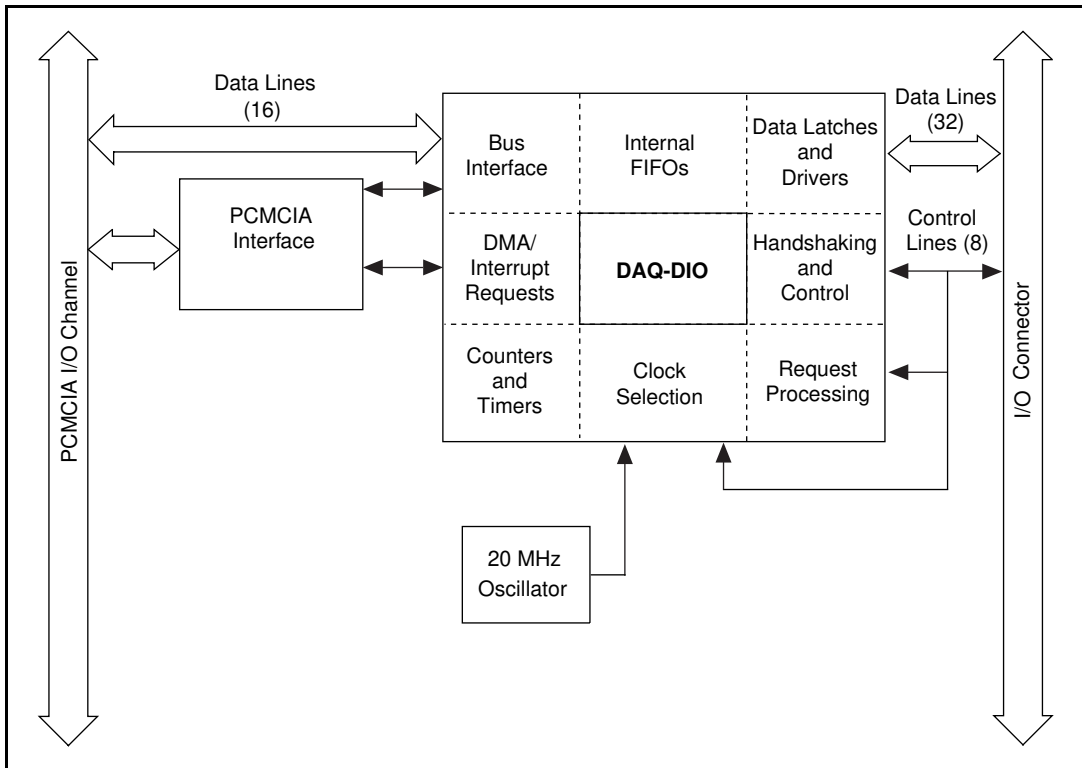 Data Lines
(16)
Data Lines
(32)
Bus
Interface
Internal
FIFOs
Data Latches
and
Drivers
PCMCIA
Interface
Control
Lines (8)
DMA/
Interrupt
Requests
DAQ-DIO
Handshaking
and
Control
Counters
and
Timers
Clock
Selection
Request
Processing
PCMCIA I/O Channel
I/O Connector
20 MHz
Oscillator